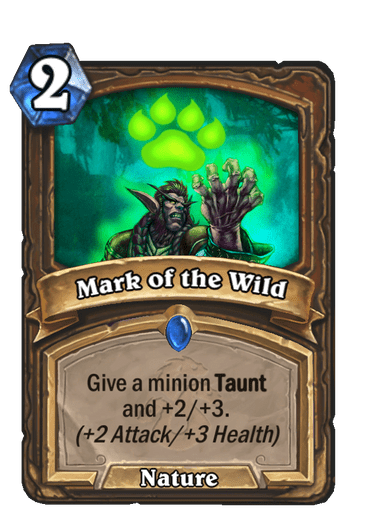 2
Mark of the Wild
Give a minion Taunt
and +2/+3.
(+2 Attack/+3 Health)
Nature